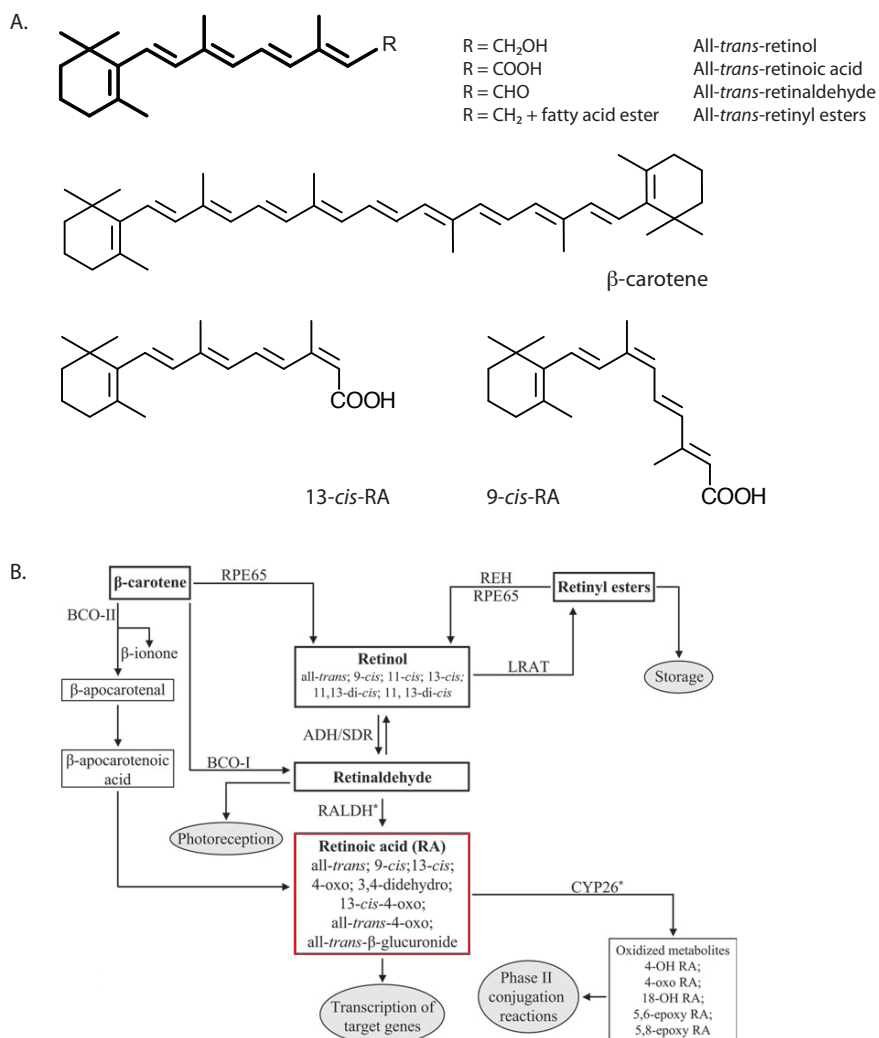 A.
R
R = CH₂OH All-trans-retinol
R = COOH All-trans-retinoic acid
R = CHO All-trans-retinaldehyde
R = CH₂ + fatty acid ester All-trans-retinyl esters
β-carotene
COOH
13-cis-RA
COOH
9-cis-RA
B.
β-carotene
RPE65
REH
RPE65
Retinyl esters
BCO-II
β-ionone
Retinol
all-trans; 9-cis; 11-cis; 13-cis;
11,13-di-cis; 11, 13-di-cis
LRAT
Storage
β-apocarotenal
ADH/SDR
β-apocarotenoic
acid
BCO-I
Retinaldehyde
RALDH*
Photoreception
Retinoic acid (RA)
all-trans; 9-cis;13-cis;
4-oxo; 3,4-didehydro;
13-cis-4-oxo;
all-trans-4-oxo;
all-trans-β-glucuronide
CYP26*
Transcription of
target genes
Phase II
conjugation
reactions
Oxidized metabolites
4-OH RA;
4-oxo RA;
18-OH RA;
5,6-epoxy RA;
5,8-epoxy RA